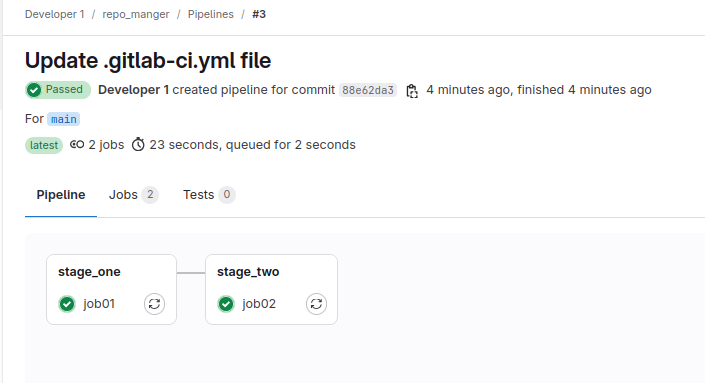 Developer 1 / repo_manger / Pipelines / #3
Update .gitlab-ci.yml file
Passed Developer 1 created pipeline for commit 88e62da3 4 minutes ago, finished 4 minutes ago
For main
latest 2 jobs 23 seconds, queued for 2 seconds
Pipeline Jobs 2 Tests 0
stage_one stage_two
job01 job02